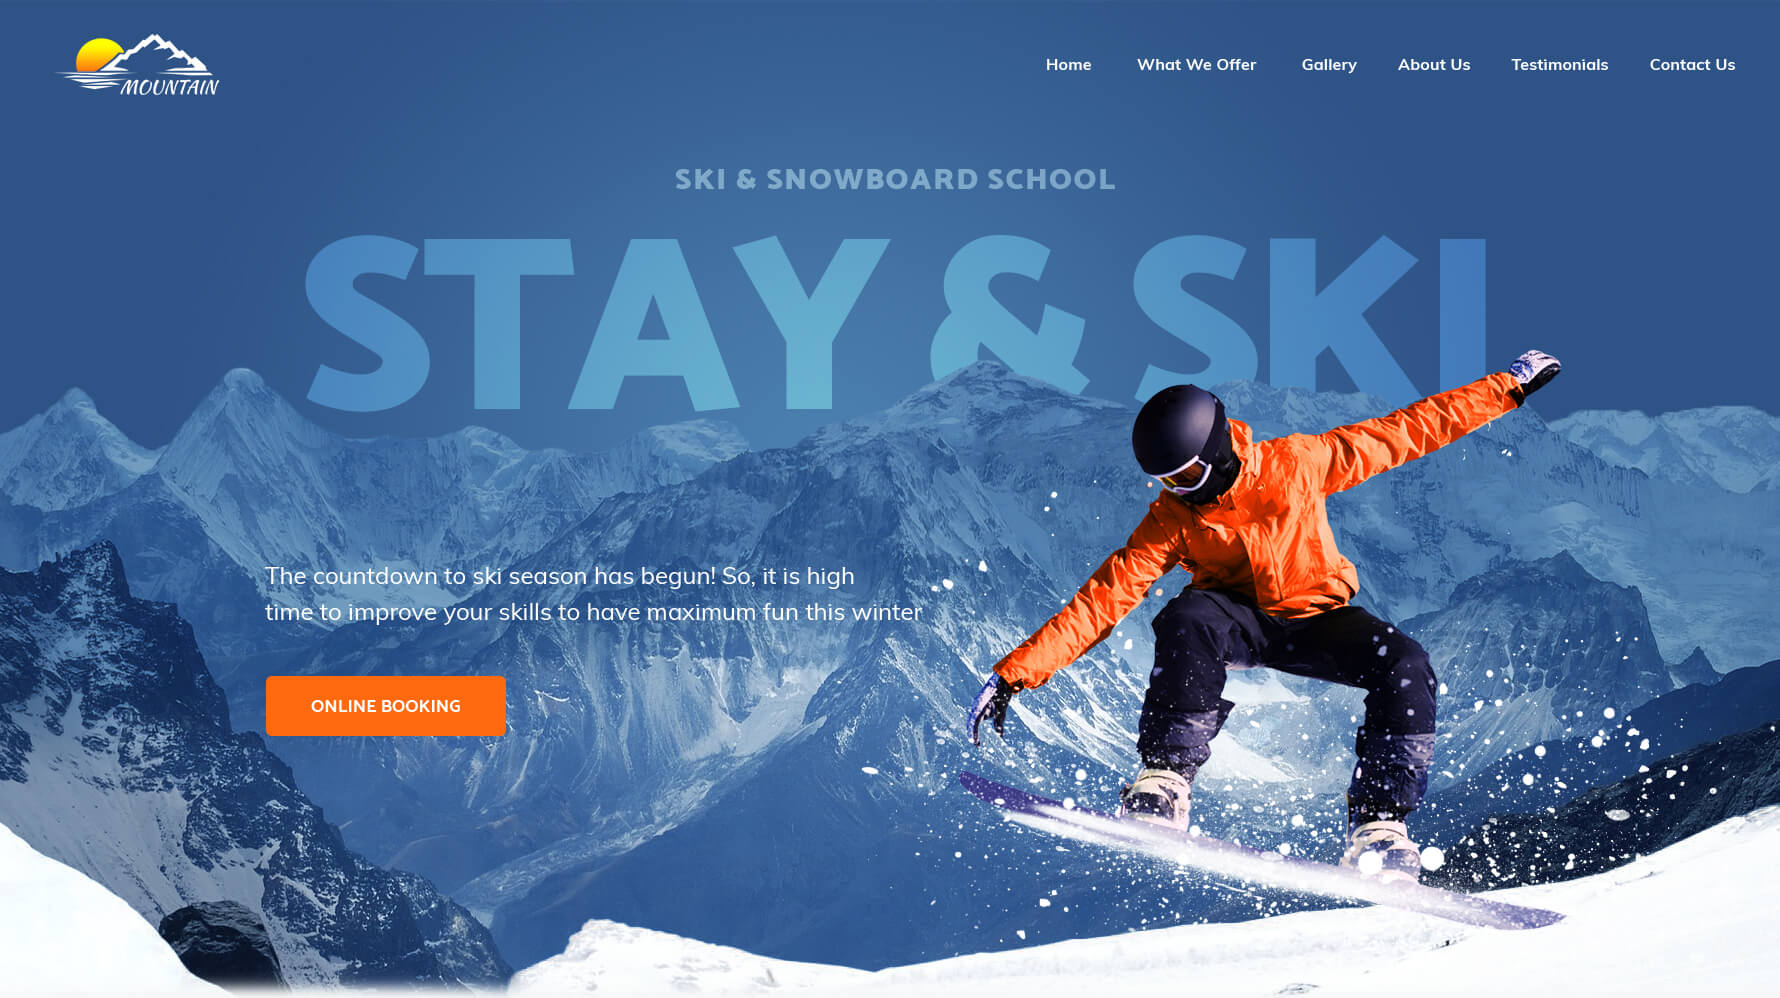 MOUNTAIN
Home What We Offer Gallery About Us Testimonials Contact Us
SKI & SNOWBOARD SCHOOL
STAY & SKI
The countdown to ski season has begun! So, it is high
time to improve your skills to have maximum fun this winter
ONLINE BOOKING